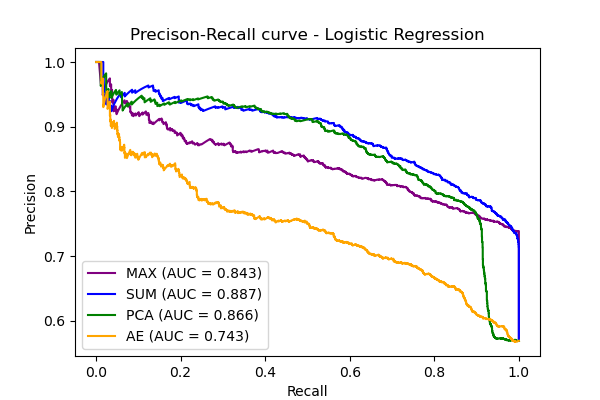 Precison-Recall curve - Logistic Regression
1.0
0.9
0.8
0.7
0.6
Precision
MAX (AUC = 0.843)
SUM (AUC = 0.887)
PCA (AUC = 0.866)
AE (AUC = 0.743)
0.0 0.2 0.4 0.6 0.8 1.0
Recall